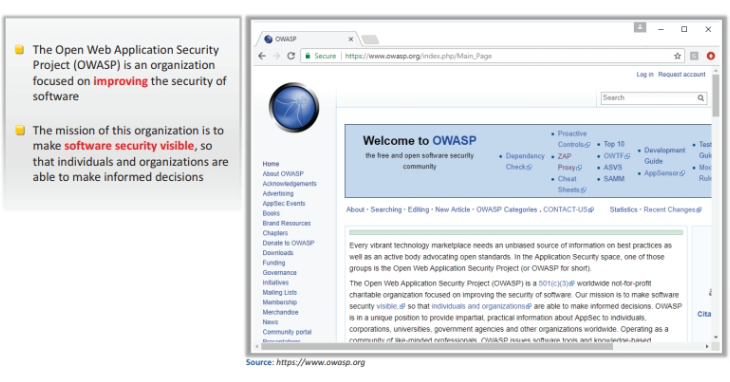 The Open Web Application Security
Project (OWASP) is an organization
focused on improving the security of
software
The mission of this organization is to
make software security visible, so
that individuals and organizations are
able to make informed decisions
OWASP
Secure | https://www.owasp.org/index.php/Main_Page
Log in Request account
Search
Home
About OWASP
Acknowledgements
Advertising
AppSec Events
Books
Brand Resources
Chapters
Donate to OWASP
Downloads
Funding
Governance
Initiatives
Mailing Lists
Membership
Merchandise
News
Community portal
Presentations
Welcome to OWASP
the free and open software security
community
• Dependency
Check
• Proactive
Controls
• ZAP
Proxy
• Cheat
Sheets
• Top 10
• OWTF
• ASVS
• SAMM
• Development
Guide
• AppSensor
• Test
Guid
• Moc
Rule
About · Searching · Editing · New Article · OWASP Categories . CONTACT-US
Statistics · Recent Changes
Every vibrant technology marketplace needs an unbiased source of information on best practices as
well as an active body advocating open standards. In the Application Security space, one of those
groups is the Open Web Application Security Project (or OWASP for short).
The Open Web Application Security Project (OWASP) is a 501(c)(3) worldwide not-for-profit
charitable organization focused on improving the security of software. Our mission is to make software
security visible, so that individuals and organizations are able to make informed decisions. OWASP
is in a unique position to provide impartial, practical information about AppSec to individuals,
corporations, universities, government agencies and other organizations worldwide. Operating as a
community of like-minded professionals, OWASP issues software tools and knowledge-based
Cita
Source: https://www.owasp.org